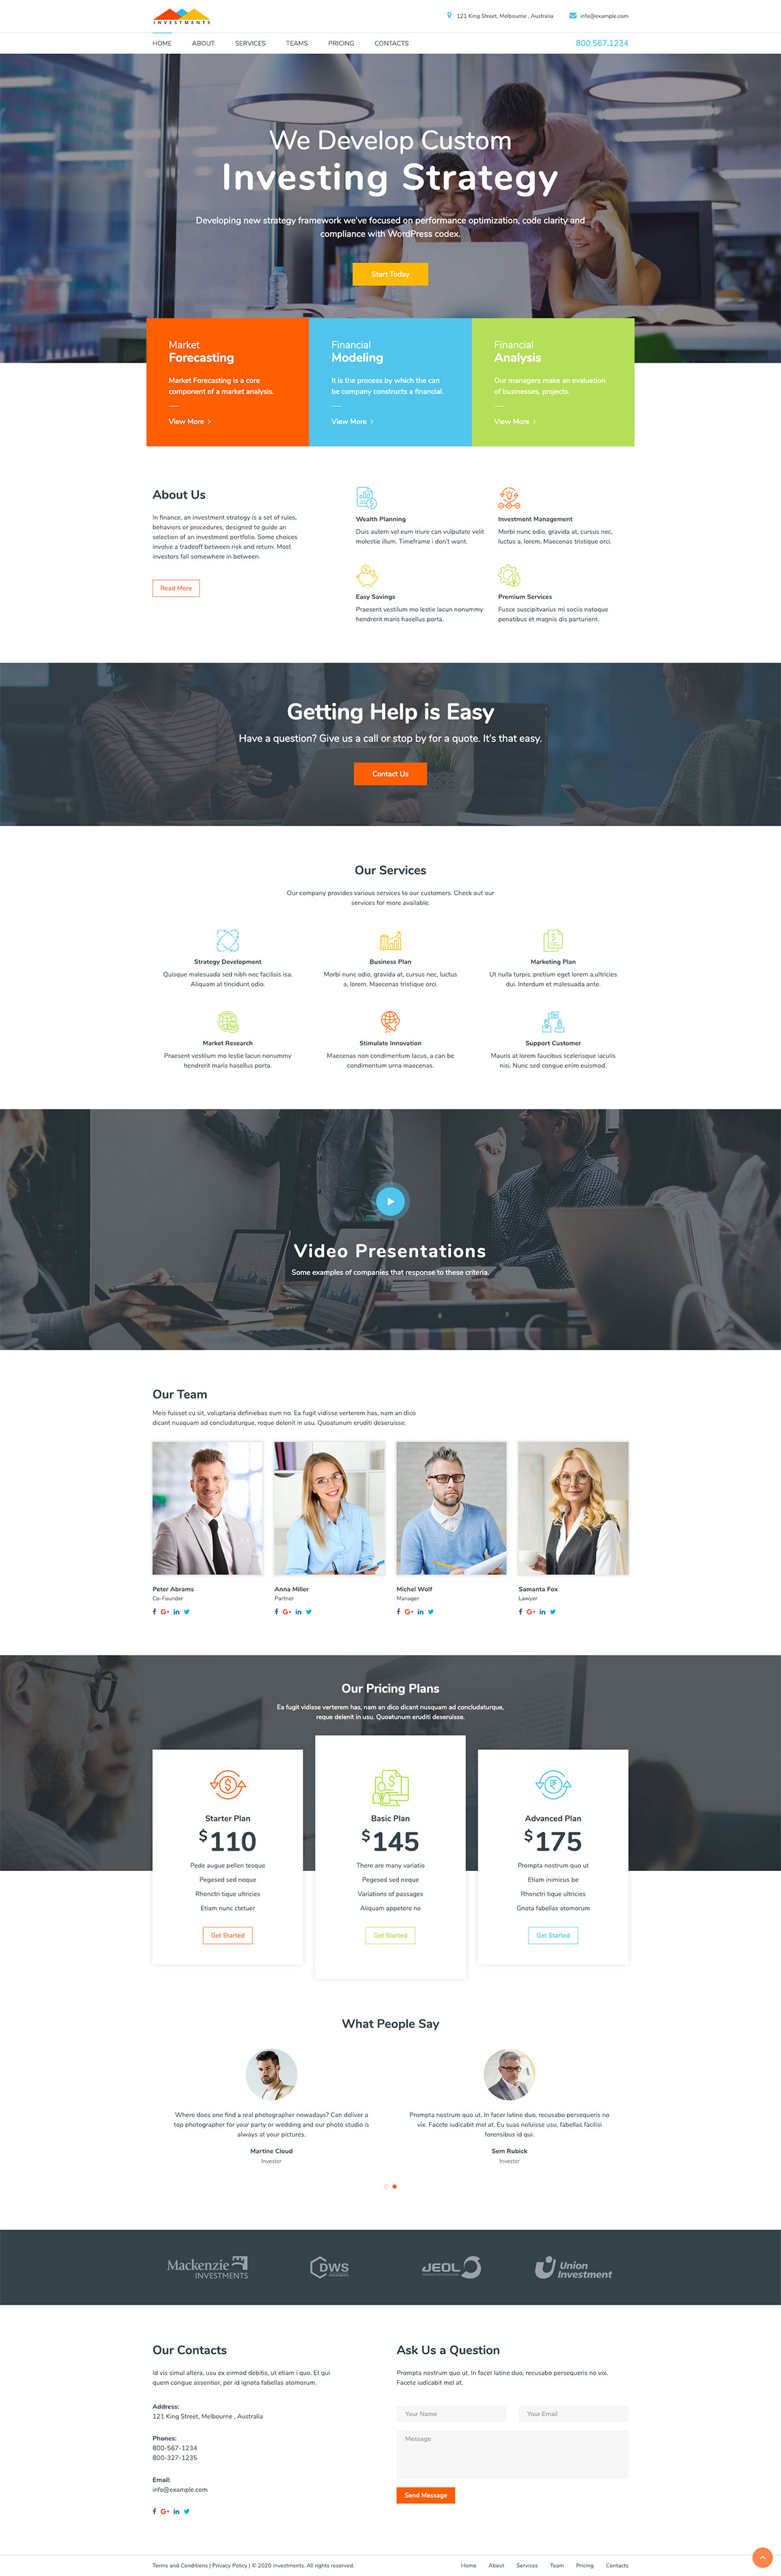 INVESTMENTS
121 King Street, Melbourne , Australia
info@example.com
HOME
ABOUT
SERVICES
TEAMS
PRICING
CONTACTS
800.567.1234
We Develop Custom
Investing Strategy
Developing new strategy framework we've focused on performance optimization, code clarity and
compliance with WordPress codex.
Start Today
Market
Forecasting
Market Forecasting is a core
component of a market analysis.
View More
Financial
Modeling
It is the process by which the can
be company constructs a financial.
View More
Financial
Analysis
Our managers make an evaluation
of businesses, projects.
View More
About Us
In finance, an investment strategy is a set of rules,
behaviors or procedures, designed to guide an
selection of an investment portfolio. Some choices
involve a tradeoff between risk and return. Most
investors fall somewhere in between.
Read More
Wealth Planning
Duis autem vel eum iriure can vulputate velit
molestie illum. Timeframe i don't want.
Investment Management
Morbi nunc odio, gravida at, cursus nec,
luctus a, lorem. Maecenas tristique orci.
Easy Savings
Praesent vestilum mo lestie lacun nonummy
hendrerit maris hasellus porta.
Premium Services
Fusce suscipitvarius mi sociis natoque
penatibus et magnis dis parturient.
Getting Help is Easy
Have a question? Give us a call or stop by for a quote. It's that easy.
Contact Us
Our Services
Our company provides various services to our customers. Check out our
services for more available.
Strategy Development
Quisque malesuada sed nibh nec facilisis isa.
Aliquam at tincidunt odio.
Business Plan
Morbi nunc odio, gravida at, cursus nec, luctus
a, lorem. Maecenas tristique orci.
Marketing Plan
Ut nulla turpis, pretium eget lorem a,ultricies
dui. Interdum et malesuada ante.
Market Research
Praesent vestilum mo lestie lacun nonummy
hendrerit maris hasellus porta.
Stimulate Innovation
Maecenas non condimentum lacus, a can be
condimentum urna maecenas.
Support Customer
Mauris at lorem faucibus scelerisque iaculis
nisi. Nunc sed congue enim euismod.
Video Presentations
Some examples of companies that response to these criteria.
Our Team
Meis fuisset cu sit, voluptaria definiebas eum no. Ea fugit vidisse verterem has, nam an dico
dicant nusquam ad concludaturque, reque delenit in usu. Quoatunum eruditi deseruisse.
Peter Abrams
Co-Founder
Anna Miller
Partner
Michel Wolf
Manager
Samanta Fox
Lawyer
Our Pricing Plans
Ea fugit vidisse verterem has, nam an dico dicant nusquam ad concludaturque,
reque delenit in usu. Quoatunum eruditi deseruisse.
Starter Plan
$110
Pede augue pellen tesque
Pegesed sed neque
Rhonctri tique ultricies
Etiam nunc ctetuer
Get Started
Basic Plan
$145
There are many variatio
Pegesed sed neque
Variations of passages
Aliquam appetere no
Get Started
Advanced Plan
$175
Prompta nostrum quo ut
Etiam inimicus be
Rhonctri tique ultricies
Gnota fabellas atomorum
Get Started
What People Say
Where does one find a real photographer nowadays? Can deliver a
top photographer for your party or wedding and our photo studio is
always at your pictures.
Martine Cloud
Investor
Prompta nostrum quo ut. In facer latine duo, recusabo persequeris no
vix. Facete iudicabit mel at. Eu suas noluisse usu, fabellas facilisi
forensibus id qui.
Sem Rubick
Investor
Mackenzie
INVESTMENTS
DWS
JEOL
Union
Investment
Our Contacts
Id vis simul altera, usu ex eirmod debitis, ut etiam i quo. Et qui
quem congue assentior, per id ignota fabellas atomorum.
Address:
121 King Street, Melbourne , Australia
Phones:
800-567-1234
800-327-1235
Email:
info@example.com
Ask Us a Question
Prompta nostrum quo ut. In facer latine duo, recusabo persequeris no vix.
Facete iudicabit mel at.
Your Name
Your Email
Message
Send Message
Terms and Conditions | Privacy Policy | © 2020 Investments. All rights reserved.
Home
About
Services
Team
Pricing
Contacts